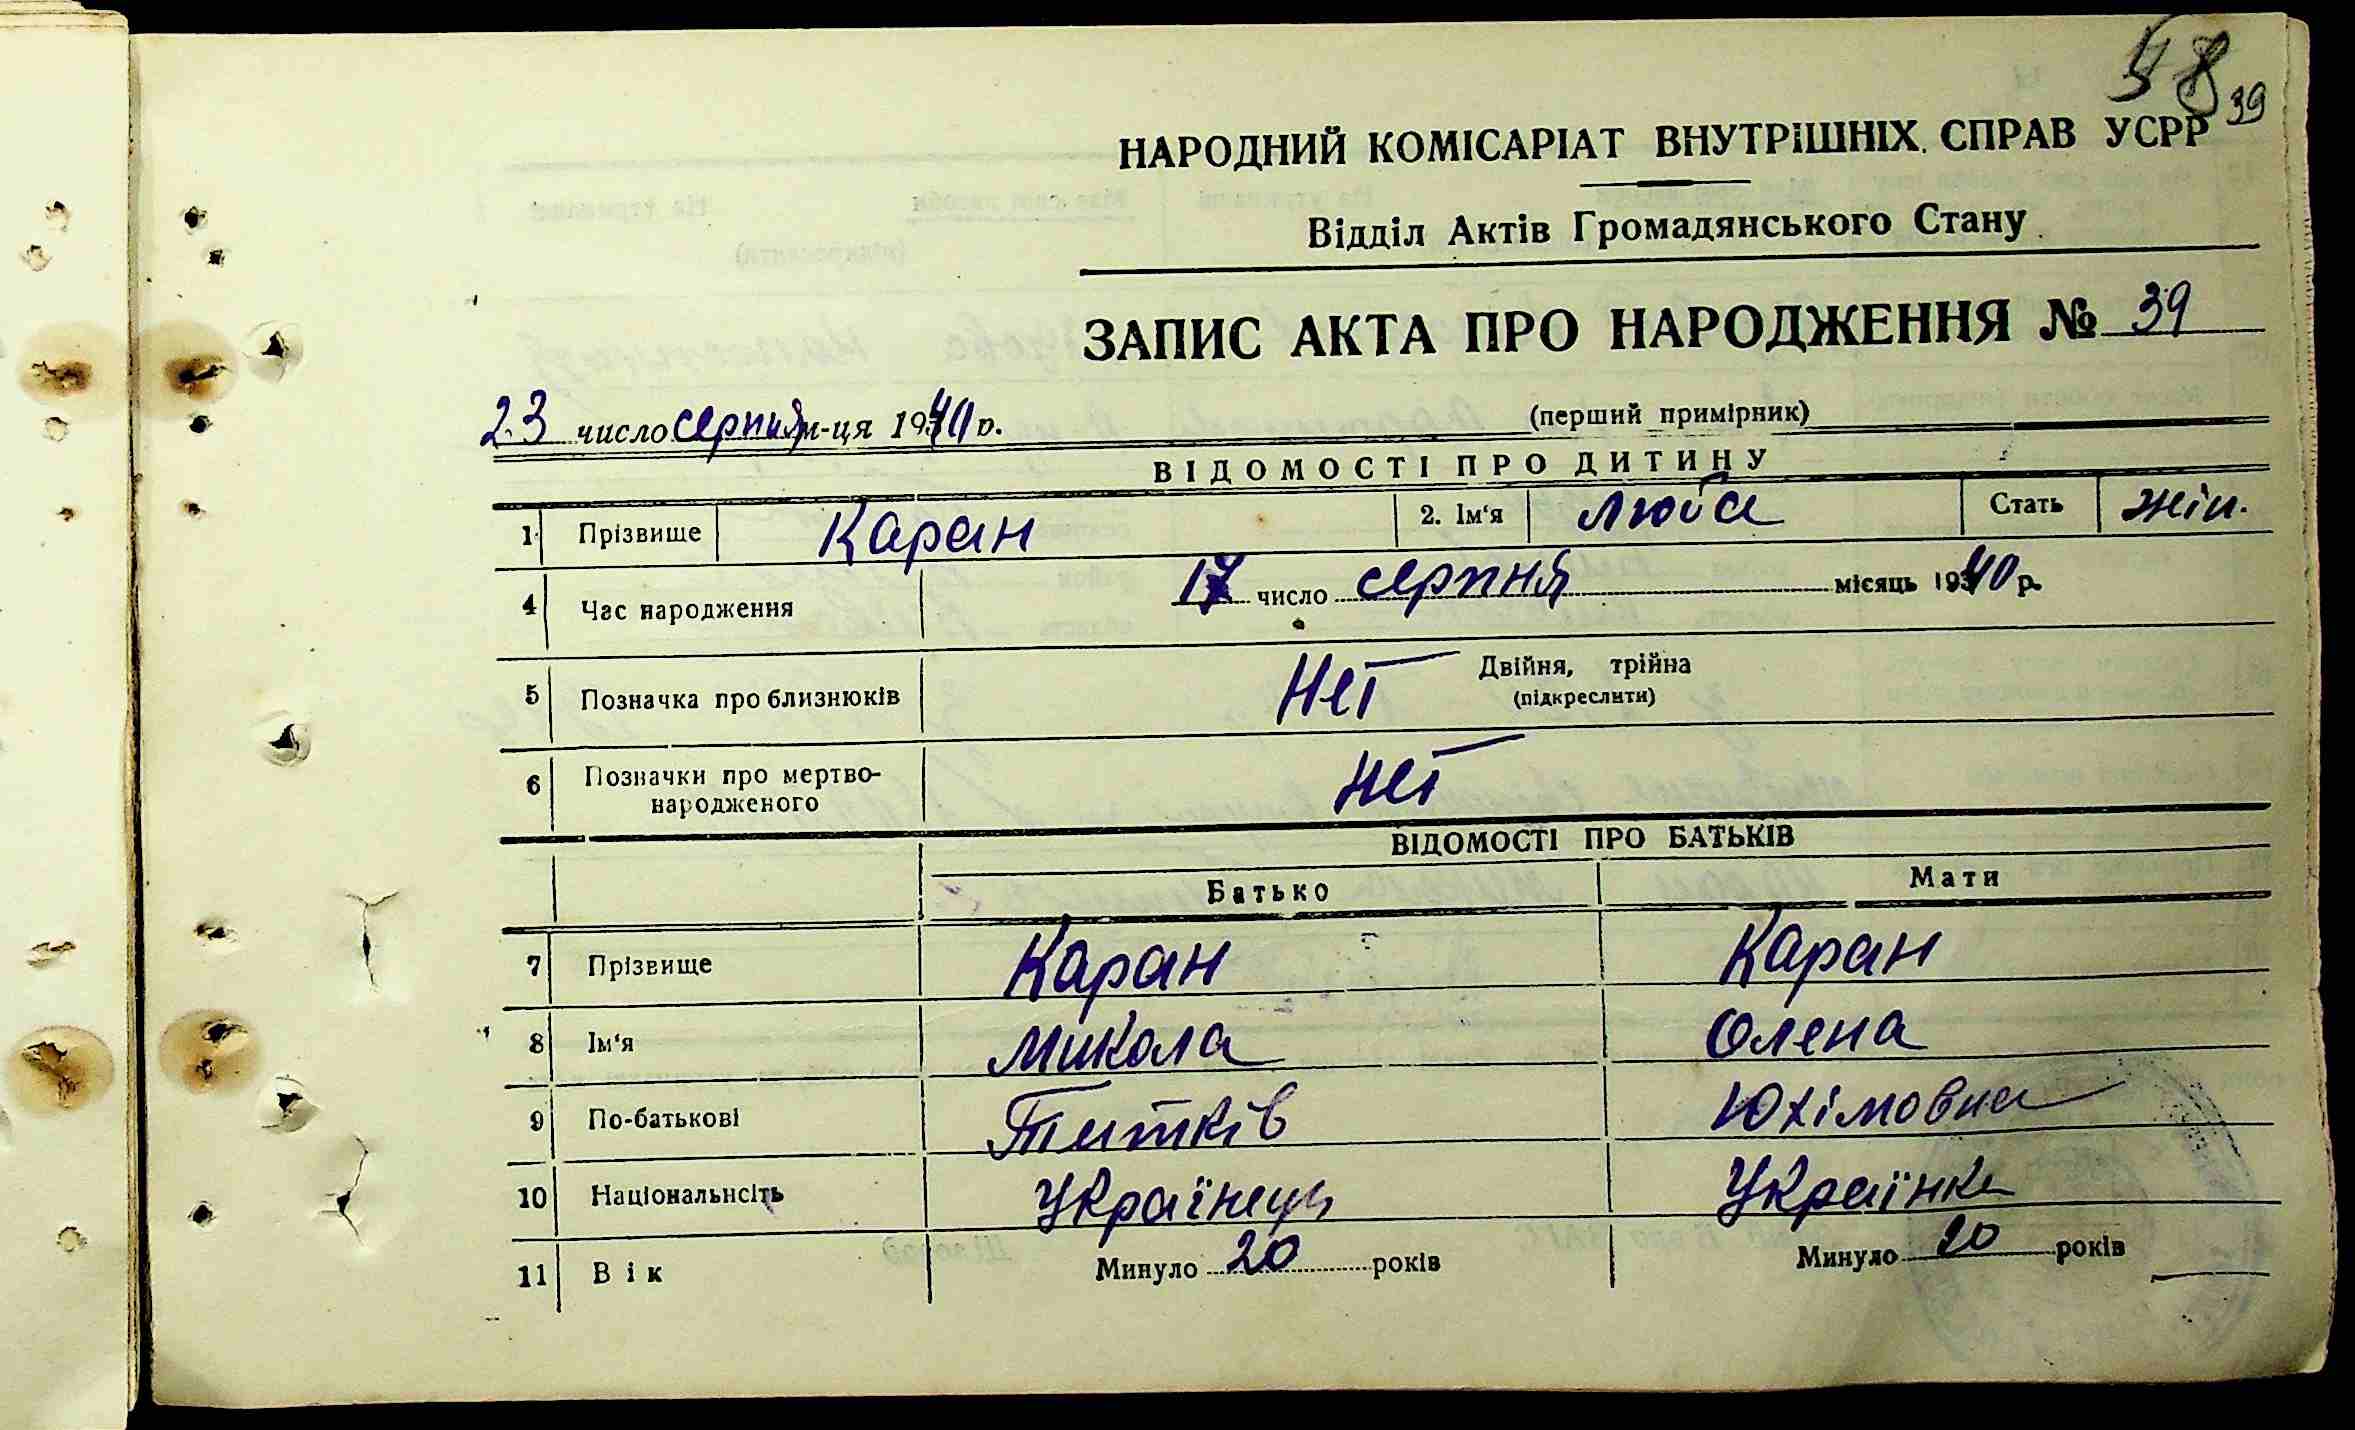 58 39
НАРОДНИЙ КОМІСАРІАТ ВНУТРІШНІХ СПРАВ УСРР
Відділ Актів Громадянського Стану
ЗАПИС АКТА ПРО НАРОДЖЕННЯ № 39
23 число серпня м-ця 1940 р. (перший примірник)
ВІДОМОСТІ ПРО ДИТИНУ
1 Прізвище Каран 2. Ім'я Люба Стать жін.
4 Час народження 17 число серпня місяць 1940 р.
5 Позначка про близнюків Нет Двійня, трійна
(підкреслити)
6 Позначки про мертво-
народженого Нет
ВІДОМОСТІ ПРО БАТЬКІВ
Батько Мати
7 Прізвище Каран Каран
8 Ім'я Микола Олена
9 По-батькові Титків Юхімовна
10 Національнсіть Українець Українка
11 Вік Минуло 20 років Минуло 20 років